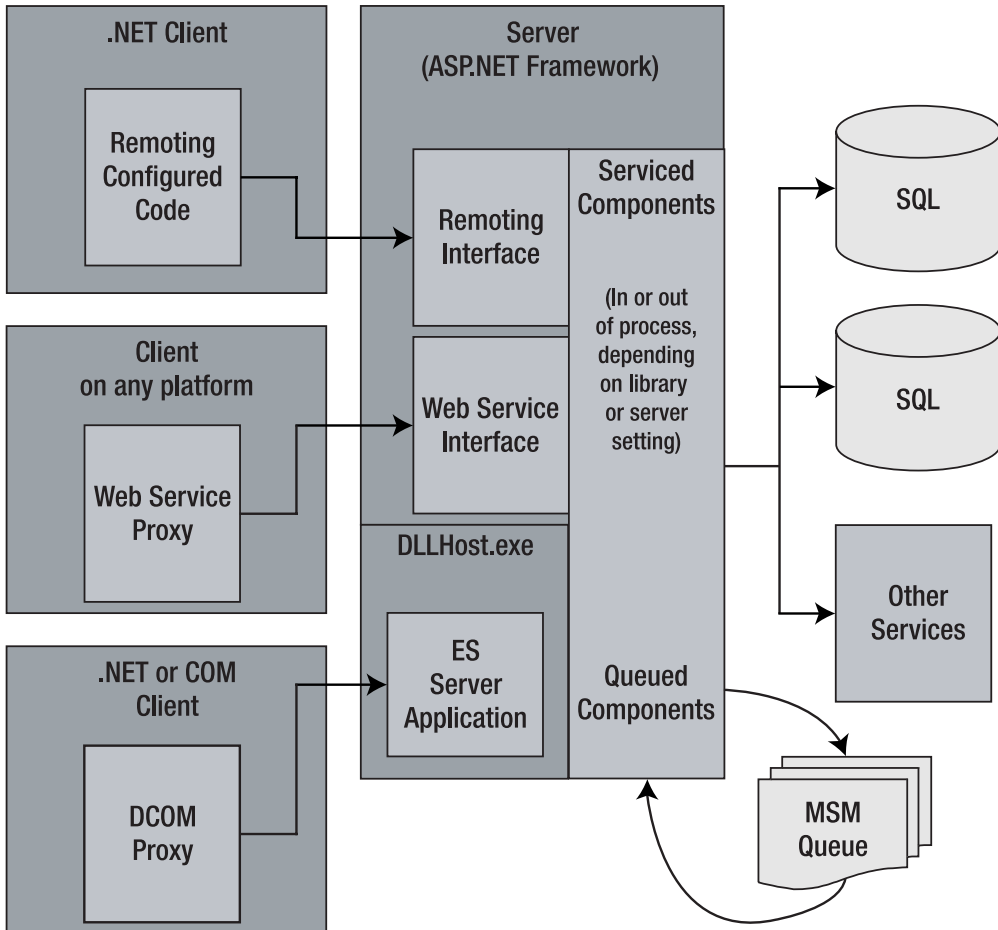 .NET Client
Remoting
Configured
Code
Client
on any platform
Web Service
Proxy
.NET or COM
Client
DCOM
Proxy
Server
(ASP.NET Framework)
Remoting
Interface
Web Service
Interface
DLLHost.exe
ES
Server
Application
Serviced
Components
(In or out
of process,
depending
on library
or server
setting)
Queued
Components
SQL
SQL
Other
Services
MSM
Queue